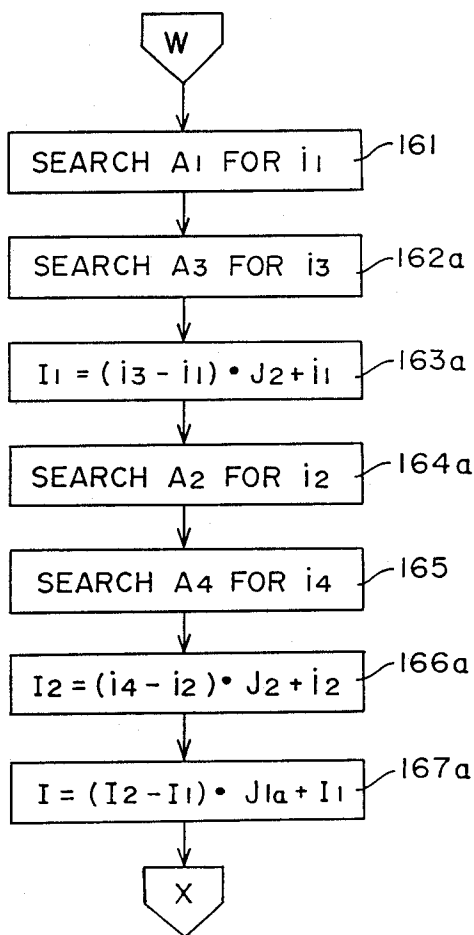 W
SEARCH A1 FOR i1
161
SEARCH A3 FOR i3
162a
I1 = (i3 - i1) • J2 + i1
163a
SEARCH A2 FOR i2
164a
SEARCH A4 FOR i4
165
I2 = (i4 - i2) • J2 + i2
166a
I = (I2 - I1) • J1a + I1
167a
X